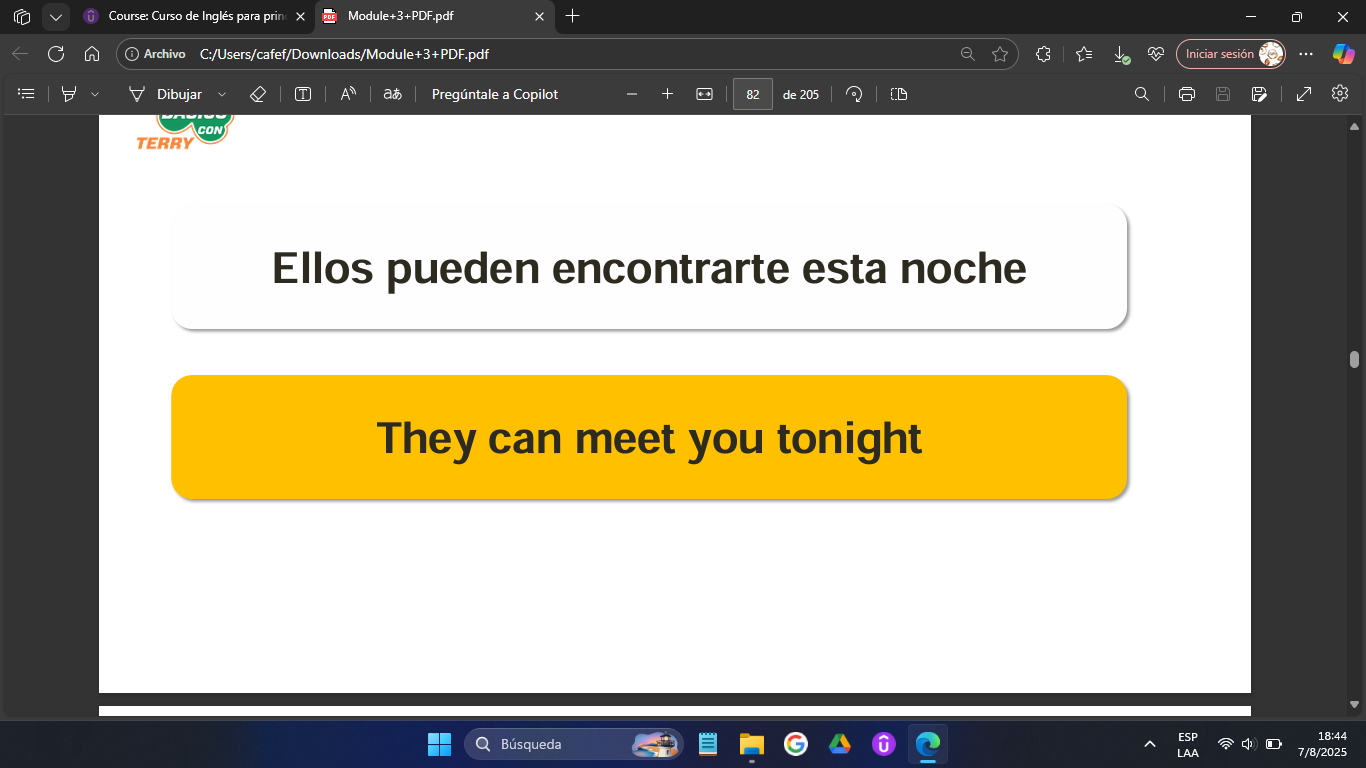 Course: Curso de Inglés para prin
Module+3+PDF.pdf
Archivo
C:/Users/cafef/Downloads/Module+3+PDF.pdf
Iniciar sesión
Dibujar
Pregúntale a Copilot
82
de 205
CON
TERRY
Ellos pueden encontrarte esta noche
They can meet you tonight
Búsqueda
ESP
LAA
18:44
7/8/2025